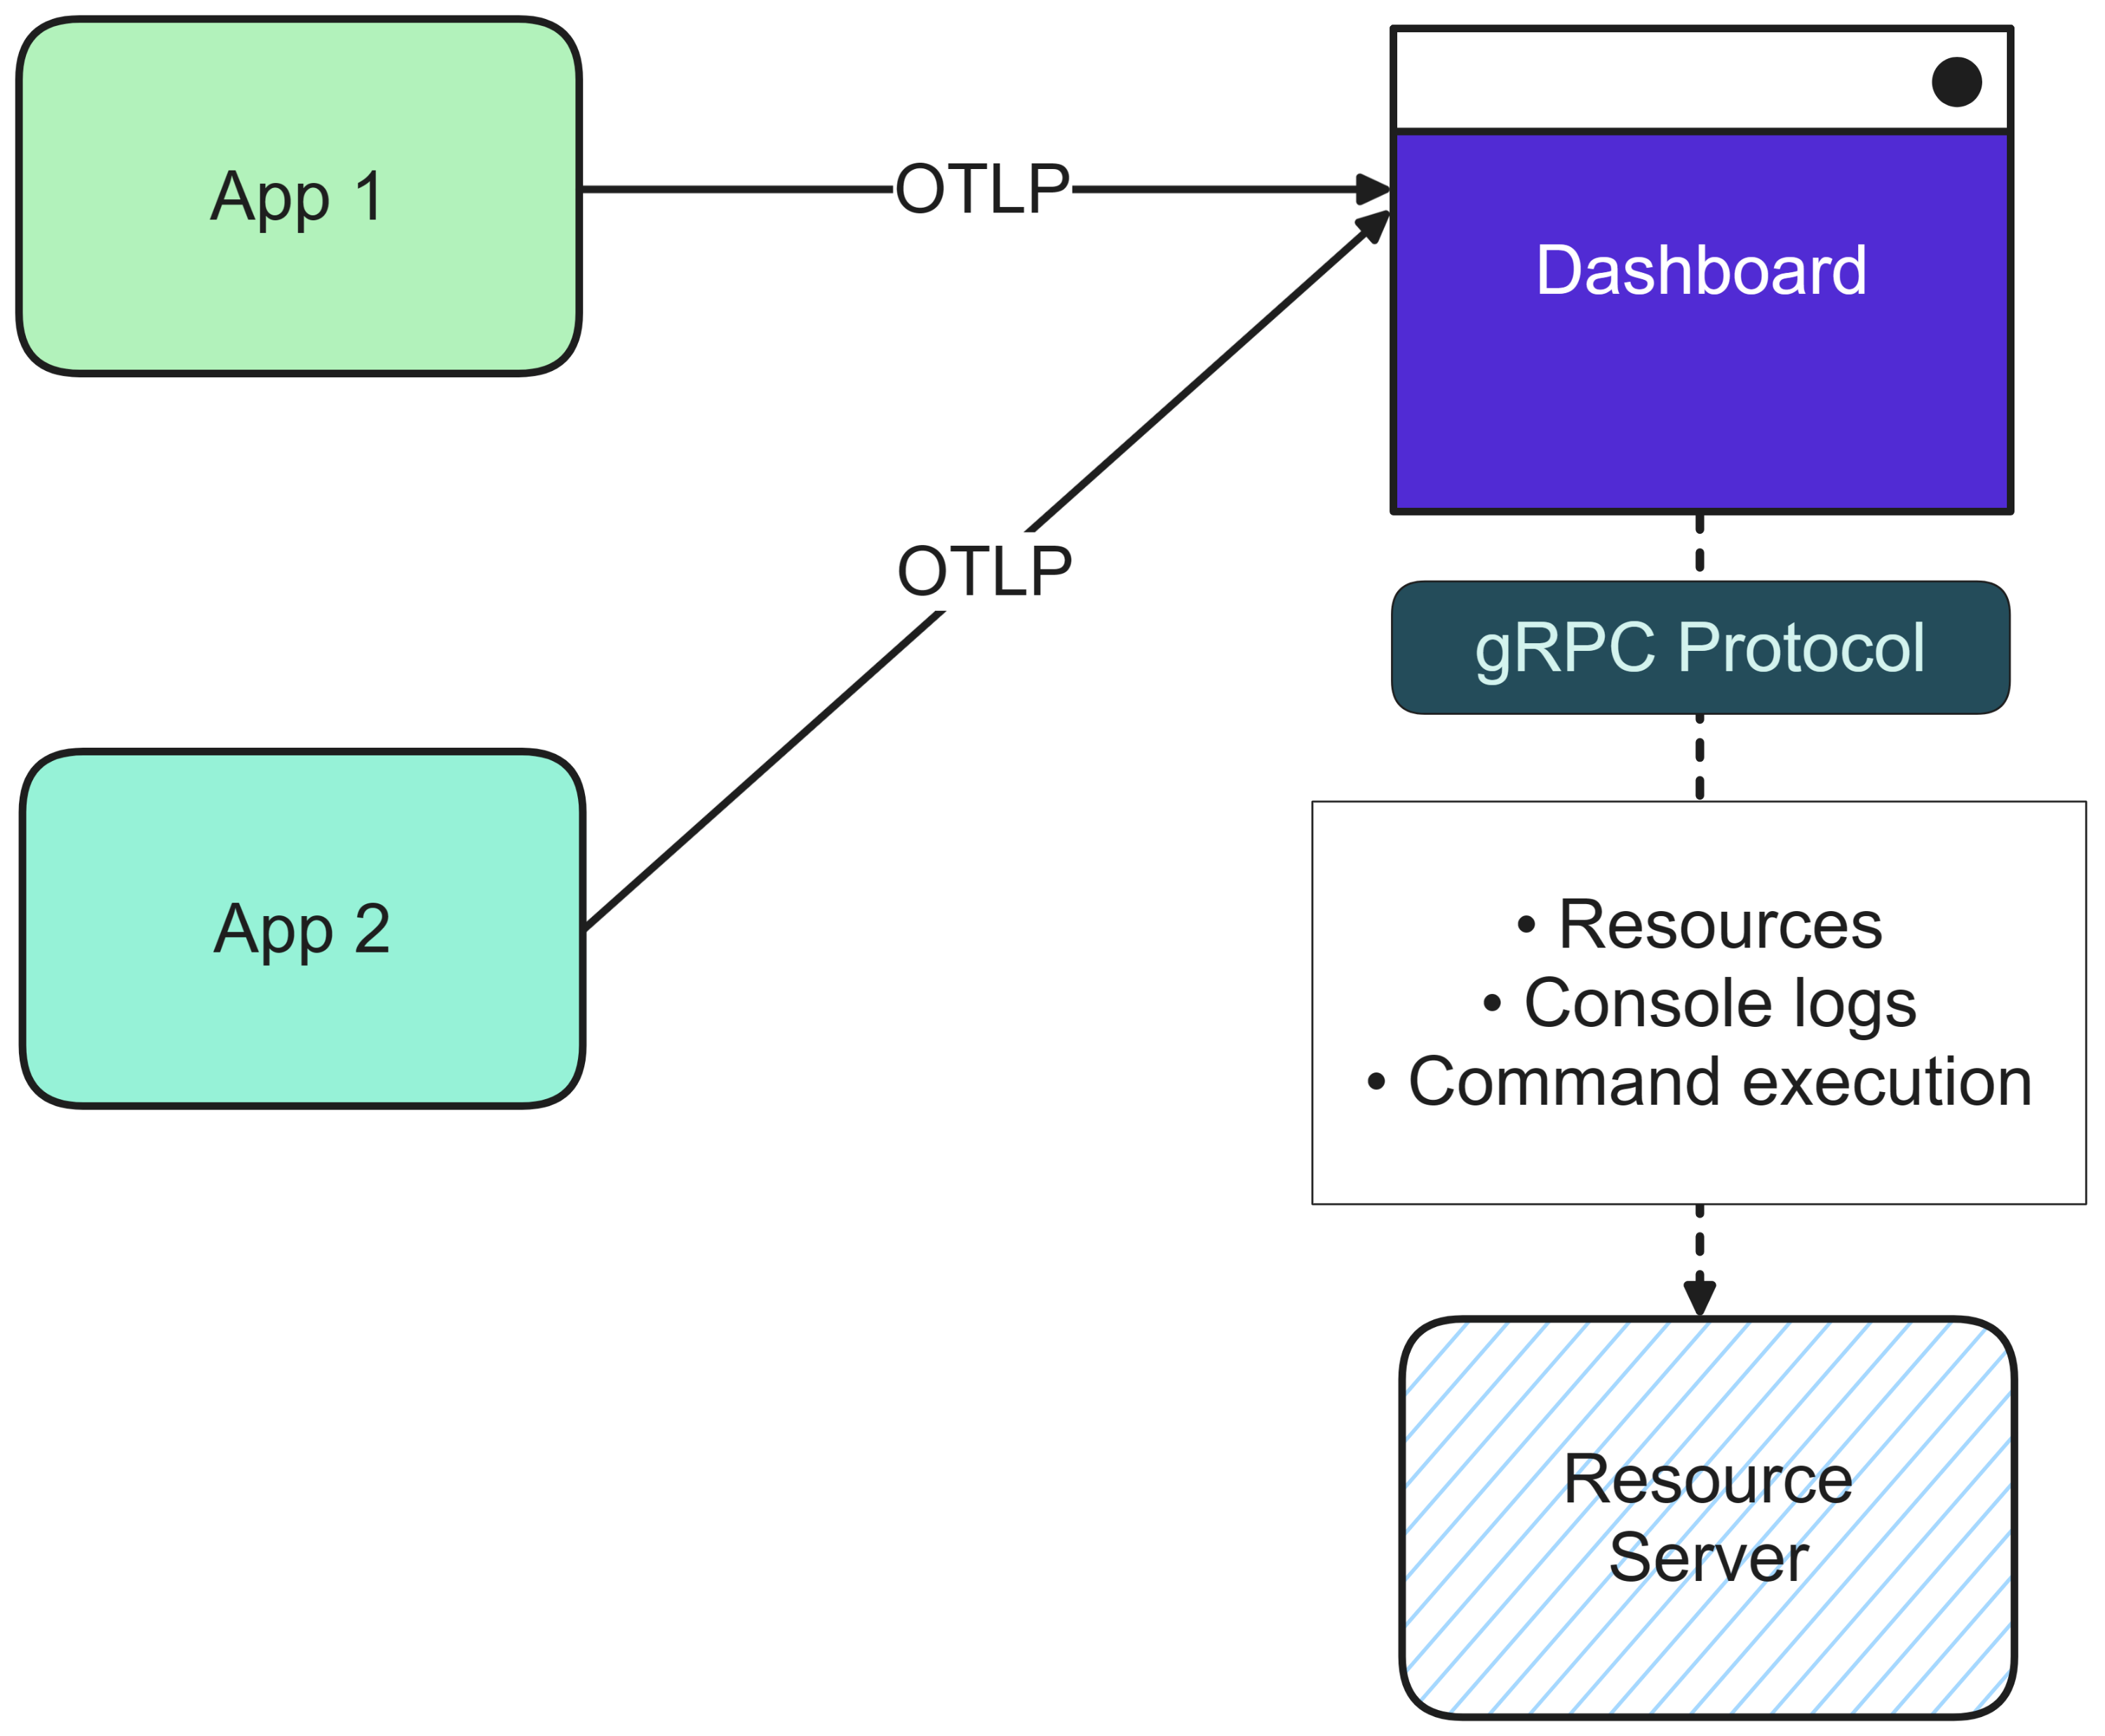 App 1
OTLP
Dashboard
OTLP
gRPC Protocol
App 2
• Resources
• Console logs
• Command execution
Resource
Server